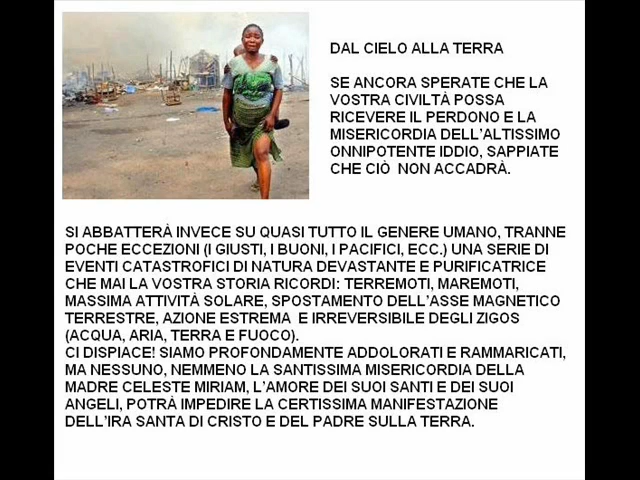 DAL CIELO ALLA TERRA
SE ANCORA SPERATE CHE LA
VOSTRA CIVILTÀ POSSA
RICEVERE IL PERDONO E LA
MISERICORDIA DELL'ALTISSIMO
ONNIPOTENTE IDDIO, SAPPIATE
CHE CIÒ NON ACCADRÀ.
SI ABBATTERÀ INVECE SU QUASI TUTTO IL GENERE UMANO, TRANNE
POCHE ECCEZIONI (I GIUSTI, I BUONI, I PACIFICI, ECC.) UNA SERIE DI
EVENTI CATASTROFICI DI NATURA DEVASTANTE E PURIFICATRICE
CHE MAI LA VOSTRA STORIA RICORDI: TERREMOTI, MAREMOTI,
MASSIMA ATTIVITÀ SOLARE, SPOSTAMENTO DELL'ASSE MAGNETICO
TERRESTRE, AZIONE ESTREMA E IRREVERSIBILE DEGLI ZIGOS
(ACQUA, ARIA, TERRA E FUOCO).
CI DISPIACE! SIAMO PROFONDAMENTE ADDOLORATI E RAMMARICATI,
MA NESSUNO, NEMMENO LA SANTISSIMA MISERICORDIA DELLA
MADRE CELESTE MIRIAM, L'AMORE DEI SUOI SANTI E DEI SUOI
ANGELI, POTRÀ IMPEDIRE LA CERTISSIMA MANIFESTAZIONE
DELL'IRA SANTA DI CRISTO E DEL PADRE SULLA TERRA.